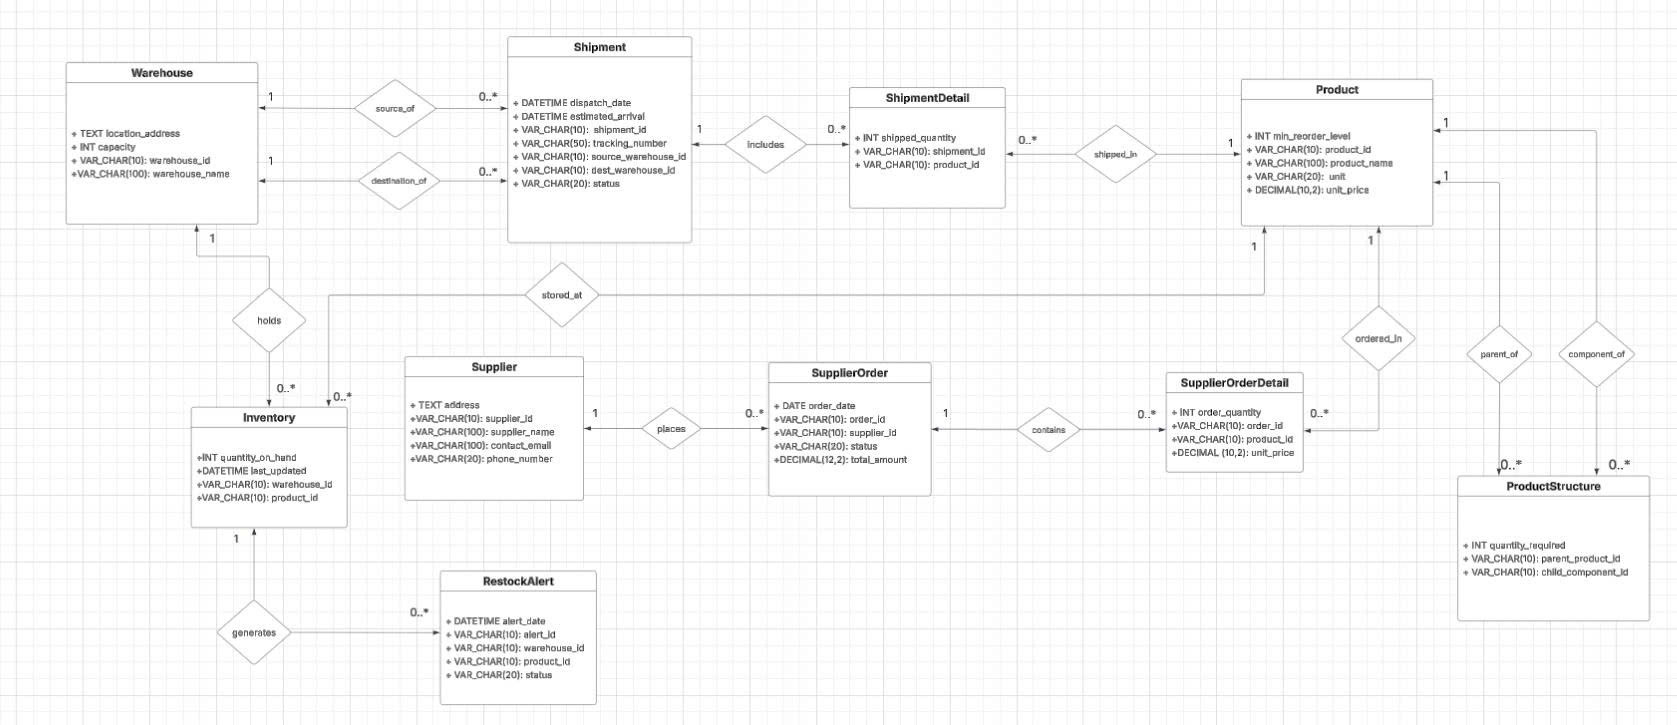 Warehouse
+ TEXT location_address
+ INT capacity
+ VAR_CHAR(10): warehouse_id
+VAR_CHAR(100): warehouse_name
1
source_of
0..*
1
destination_of
0..*
Shipment
+ DATETIME dispatch_date
+ DATETIME estimated_arrival
+ VAR_CHAR(10): shipment_id
+ VAR_CHAR(50): tracking_number
+ VAR_CHAR(10): source_warehouse_id
+ VAR_CHAR(10): dest_warehouse_id
+ VAR_CHAR(20): status
1
includes
0..*
ShipmentDetail
+ INT shipped_quantity
+ VAR_CHAR(10): shipment_id
+ VAR_CHAR(10): product_id
0..*
shipped_in
1
Product
+ INT min_reorder_level
+ VAR_CHAR(10): product_id
+ VAR_CHAR(100): product_name
+ VAR_CHAR(20): unit
+ DECIMAL(10,2): unit_price
1
1
1
holds
0..*
stored_at
1
0..*
1
ordered_in
0..*
parent_of
0..*
component_of
0..*
Inventory
+INT quantity_on_hand
+DATETIME last_updated
+VAR_CHAR(10): warehouse_id
+VAR_CHAR(10): product_id
Supplier
+ TEXT address
+VAR_CHAR(10): supplier_id
+VAR_CHAR(100): supplier_name
+VAR_CHAR(100): contact_email
+VAR_CHAR(20): phone_number
1
places
0..*
SupplierOrder
+ DATE order_date
+VAR_CHAR(10): order_id
+VAR_CHAR(10): supplier_id
+VAR_CHAR(20): status
+DECIMAL(12,2): total_amount
1
contains
0..*
SupplierOrderDetail
+ INT order_quantity
+VAR_CHAR(10): order_id
+VAR_CHAR(10): product_id
+DECIMAL (10,2): unit_price
ProductStructure
+ INT quantity_required
+ VAR_CHAR(10): parent_product_id
+ VAR_CHAR(10): child_component_id
1
generates
0..*
RestockAlert
+ DATETIME alert_date
+ VAR_CHAR(10): alert_id
+ VAR_CHAR(10): warehouse_id
+ VAR_CHAR(10): product_id
+ VAR_CHAR(20): status